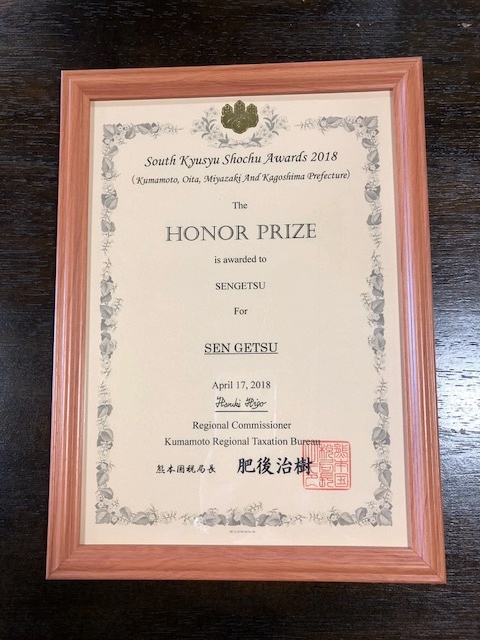 South Kyusyu Shochu Awards 2018
(Kumamoto, Oita, Miyazaki And Kagoshima Prefecture)
The
HONOR PRIZE
is awarded to
SENGETSU
For
SEN GETSU
April 17, 2018
Haruki Higo
Regional Commissioner
Kumamoto Regional Taxation Bureau
熊本国税局長 肥後治樹